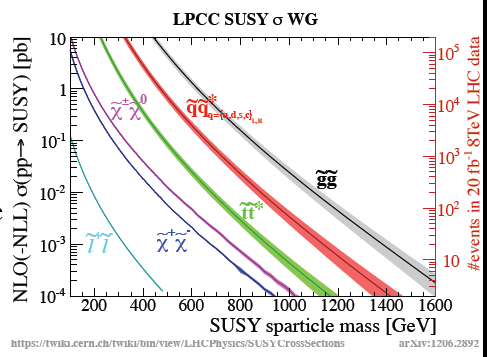 LPCC SUSY σ WG
NLO(-NLL) σ(pp→ SUSY) [pb]
10
1
10⁻¹
10⁻²
10⁻³
10⁻⁴
χ̃±χ̃⁰
q̃q̃*
q={u,d,s,c}L,R
g̃g̃
t̃t̃*
l̃⁺l̃⁻
χ̃⁺χ̃⁻
10⁵
10⁴
10³
10²
10
#events in 20 fb⁻¹ 8TeV LHC data
200 400 600 800 1000 1200 1400 1600
SUSY sparticle mass [GeV]
https://twiki.cern.ch/twiki/bin/view/LHCPhysics/SUSYCrossSections arXiv:1206.2892